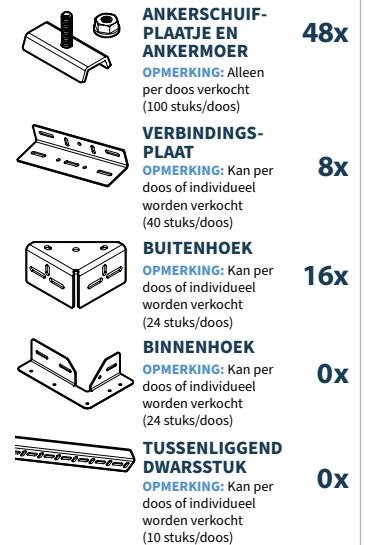 ANKERSCHUIF-
PLAATJE EN
ANKERMOER
48x
OPMERKING: Alleen
per doos verkocht
(100 stuks/doos)
VERBINDINGS-
PLAAT
8x
OPMERKING: Kan per
doos of individueel
worden verkocht
(40 stuks/doos)
BUITENHOEK
16x
OPMERKING: Kan per
doos of individueel
worden verkocht
(24 stuks/doos)
BINNENHOEK
0x
OPMERKING: Kan per
doos of individueel
worden verkocht
(24 stuks/doos)
TUSSENLIGGEND
DWARSSTUK
0x
OPMERKING: Kan per
doos of individueel
worden verkocht
(10 stuks/doos)